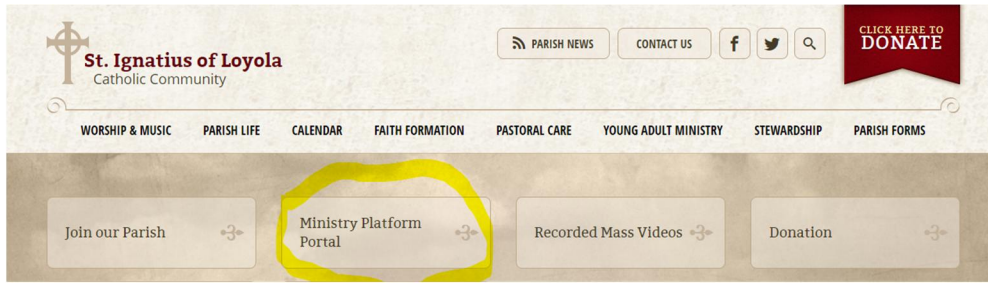 St. Ignatius of Loyola
Catholic Community
PARISH NEWS
CONTACT US
CLICK HERE TO
DONATE
WORSHIP & MUSIC
PARISH LIFE
CALENDAR
FAITH FORMATION
PASTORAL CARE
YOUNG ADULT MINISTRY
STEWARDSHIP
PARISH FORMS
Join our Parish
Ministry Platform
Portal
Recorded Mass Videos
Donation